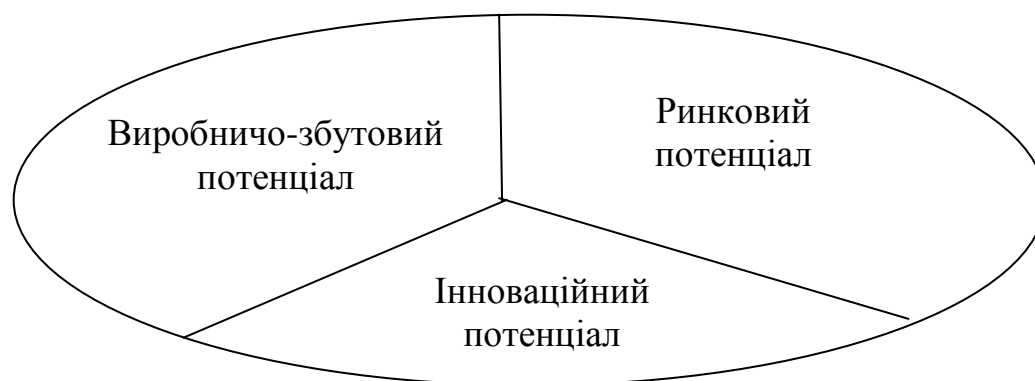 Виробничо-збутовий
потенціал
Ринковий
потенціал
Інноваційний
потенціал